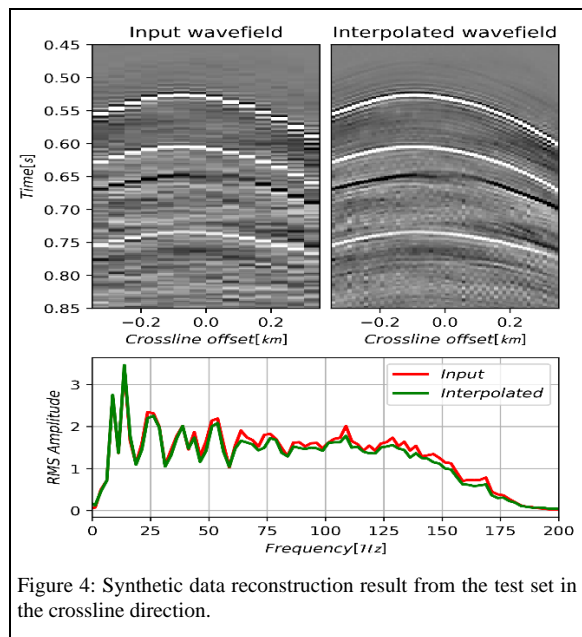 Input wavefield
Interpolated wavefield
0.45
0.50
0.55
0.60
0.65
0.70
0.75
0.80
0.85
Time[s]
−0.2 0.0 0.2
−0.2 0.0 0.2
Crossline offset[km]
Crossline offset[km]
3
2
1
0
RMS Amplitude
Input
Interpolated
0 25 50 75 100 125 150 175 200
Frequency[1Hz]
Figure 4: Synthetic data reconstruction result from the test set in
the crossline direction.